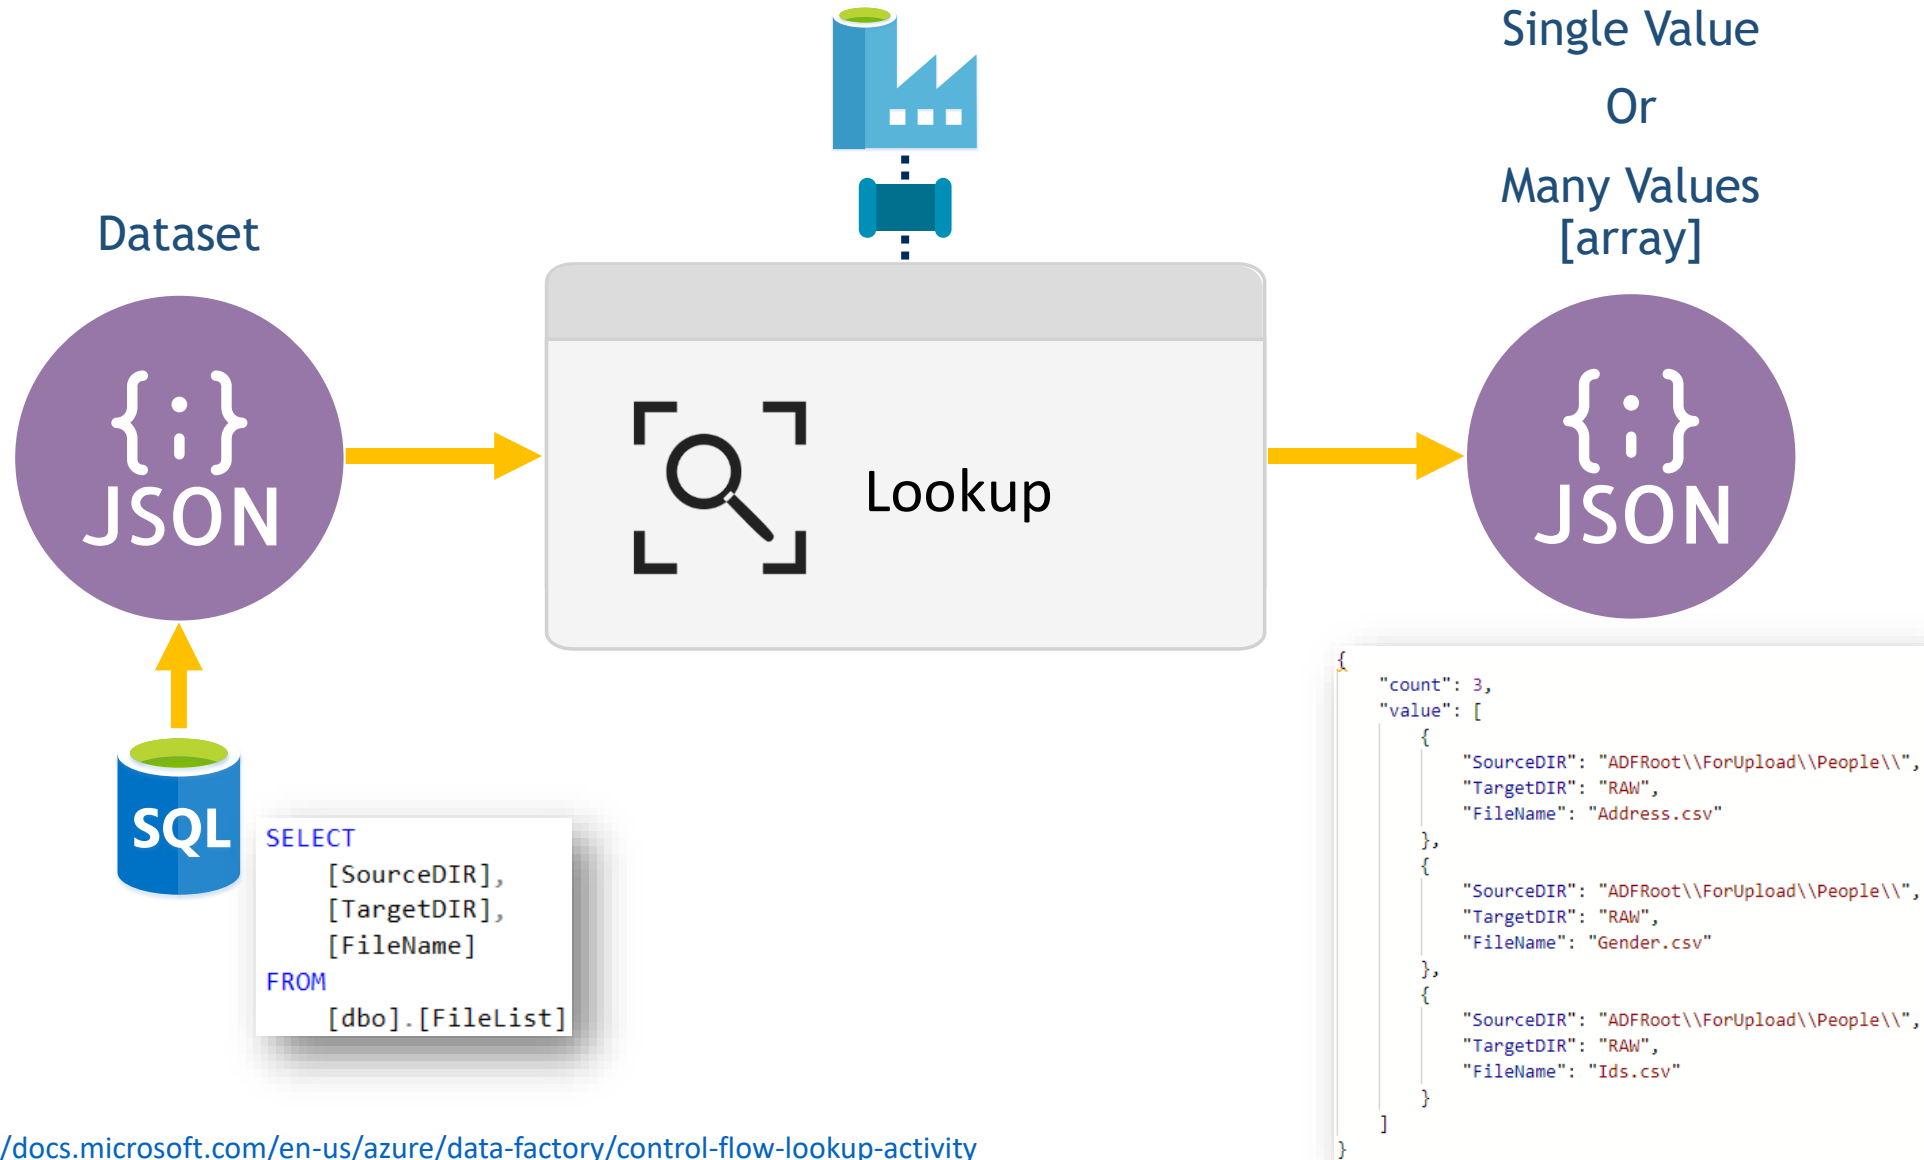 Single Value
Or
Many Values
[array]
Dataset
{;}
JSON
Lookup
{;}
JSON
SQL
SELECT
[SourceDIR],
[TargetDIR],
[FileName]
FROM
[dbo].[FileList]
{
"count": 3,
"value": [
{
"SourceDIR": "ADFRoot\\ForUpload\\People\\",
"TargetDIR": "RAW",
"FileName": "Address.csv"
},
{
"SourceDIR": "ADFRoot\\ForUpload\\People\\",
"TargetDIR": "RAW",
"FileName": "Gender.csv"
},
{
"SourceDIR": "ADFRoot\\ForUpload\\People\\",
"TargetDIR": "RAW",
"FileName": "Ids.csv"
}
]
}
/docs.microsoft.com/en-us/azure/data-factory/control-flow-lookup-activity